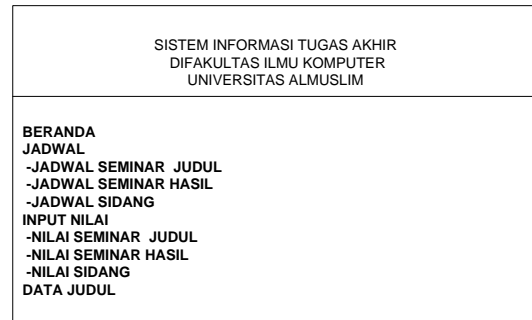 SISTEM INFORMASI TUGAS AKHIR
DIFAKULTAS ILMU KOMPUTER
UNIVERSITAS ALMUSLIM
BERANDA
JADWAL
-JADWAL SEMINAR JUDUL
-JADWAL SEMINAR HASIL
-JADWAL SIDANG
INPUT NILAI
-NILAI SEMINAR JUDUL
-NILAI SEMINAR HASIL
-NILAI SIDANG
DATA JUDUL